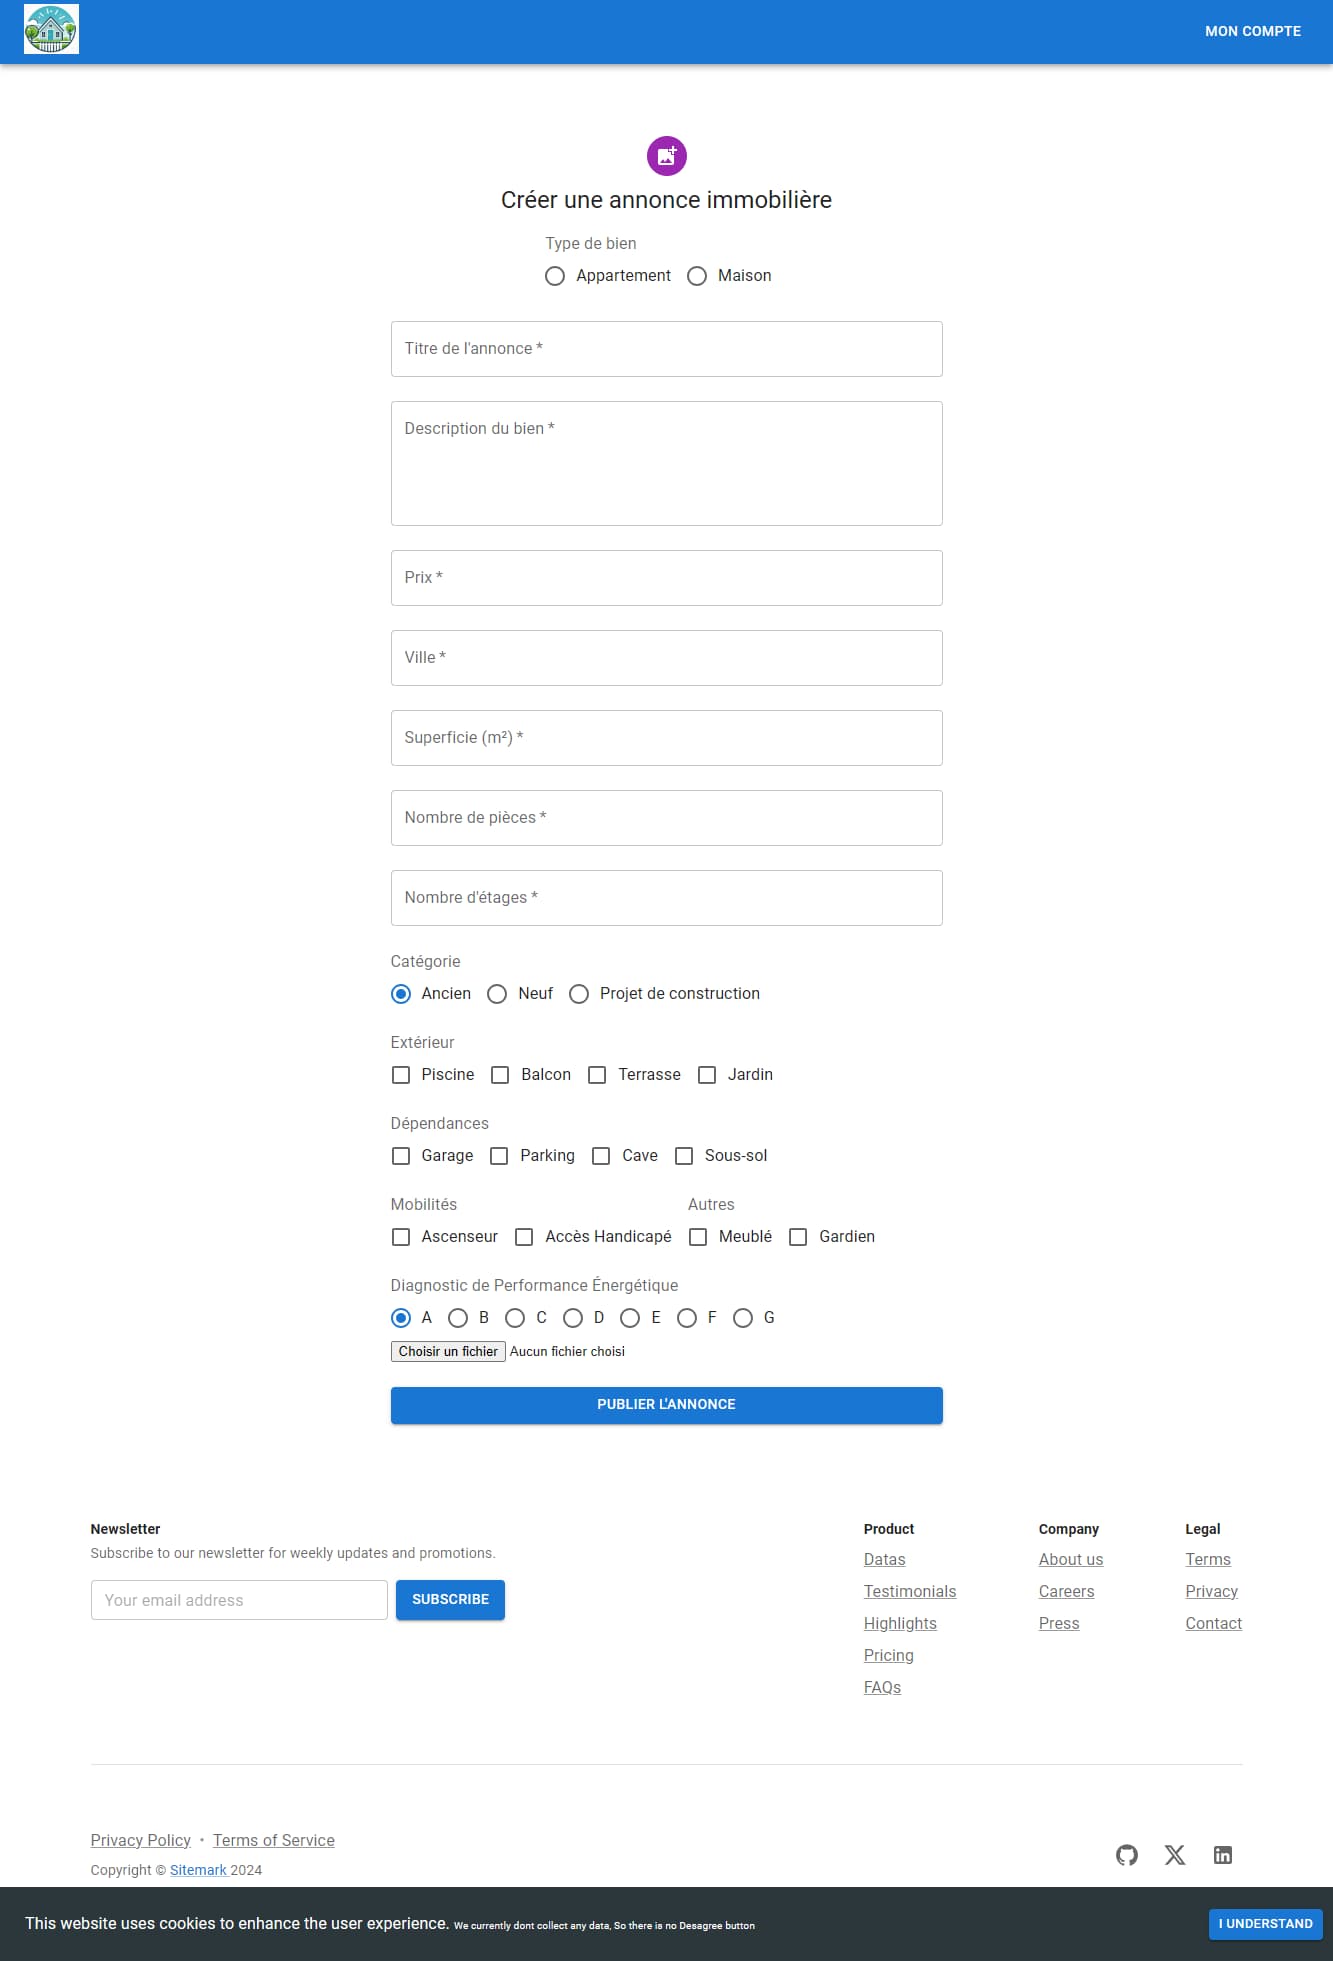 MON COMPTE
Créer une annonce immobilière
Type de bien
Appartement Maison
Titre de l'annonce *
Description du bien *
Prix *
Ville *
Superficie (m²) *
Nombre de pièces *
Nombre d'étages *
Catégorie
Ancien Neuf Projet de construction
Extérieur
Piscine Balcon Terrasse Jardin
Dépendances
Garage Parking Cave Sous-sol
Mobilités Autres
Ascenseur Accès Handicapé Meublé Gardien
Diagnostic de Performance Énergétique
A B C D E F G
Choisir un fichier Aucun fichier choisi
PUBLIER L'ANNONCE
Newsletter
Subscribe to our newsletter for weekly updates and promotions.
Your email address SUBSCRIBE
Product
Datas
Testimonials
Highlights
Pricing
FAQs
Company
About us
Careers
Press
Legal
Terms
Privacy
Contact
Privacy Policy • Terms of Service
Copyright © Sitemark 2024
This website uses cookies to enhance the user experience. We currently dont collect any data, So there is no Desagree button
I UNDERSTAND